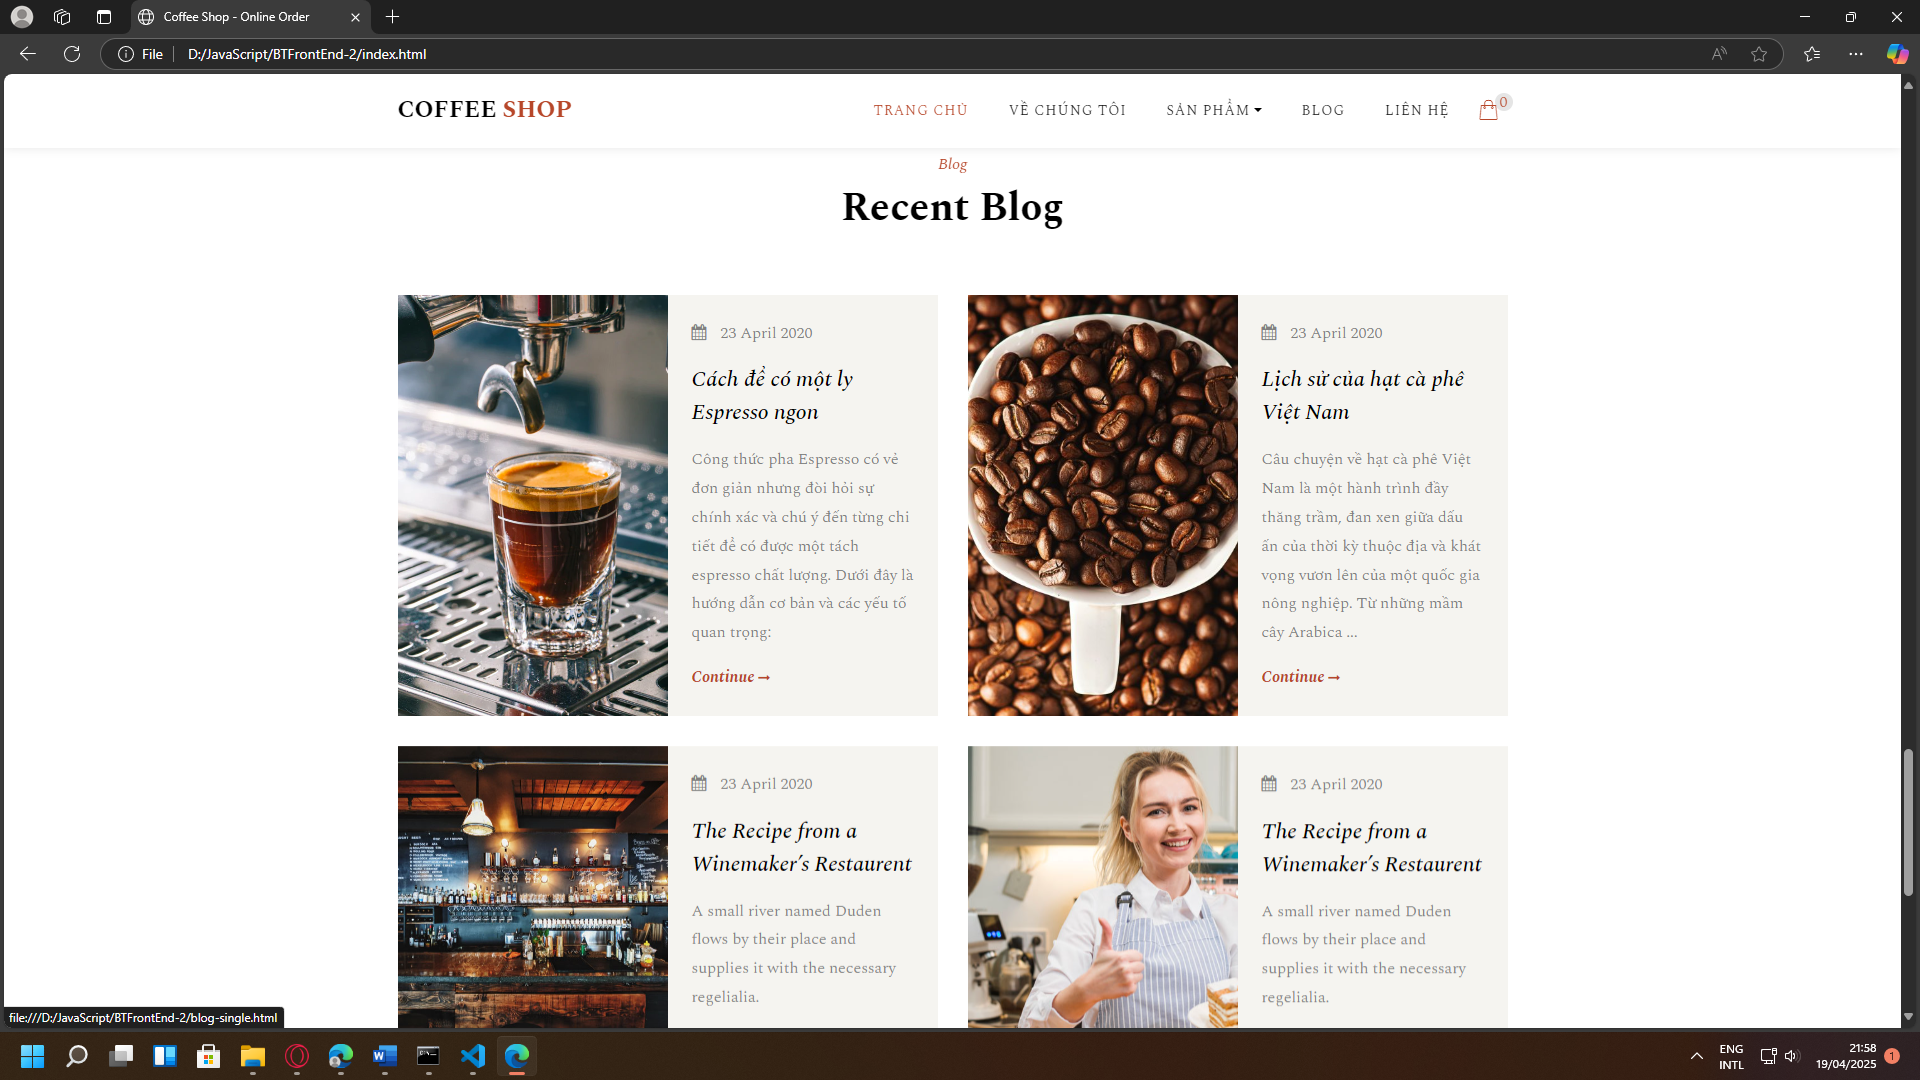 Coffee Shop - Online Order
File
D:/JavaScript/BTFrontEnd-2/index.html
COFFEE SHOP
TRANG CHỦ
VỀ CHÚNG TÔI
SẢN PHẨM
BLOG
LIÊN HỆ
0
Blog
Recent Blog
23 April 2020
Cách để có một ly
Espresso ngon
Công thức pha Espresso có vẻ
đơn giản nhưng đòi hỏi sự
chính xác và chú ý đến từng chi
tiết để có được một tách
espresso chất lượng. Dưới đây là
hướng dẫn cơ bản và các yếu tố
quan trọng:
Continue
23 April 2020
Lịch sử của hạt cà phê
Việt Nam
Câu chuyện về hạt cà phê Việt
Nam là một hành trình đầy
thăng trầm, đan xen giữa dấu
ấn của thời kỳ thuộc địa và khát
vọng vươn lên của một quốc gia
nông nghiệp. Từ những mầm
cây Arabica ...
Continue
23 April 2020
The Recipe from a
Winemaker's Restaurent
A small river named Duden
flows by their place and
supplies it with the necessary
regelialia.
23 April 2020
The Recipe from a
Winemaker's Restaurent
A small river named Duden
flows by their place and
supplies it with the necessary
regelialia.
file:///D:/JavaScript/BTFrontEnd-2/blog-single.html
ENG
INTL
21:58
19/04/2025
1